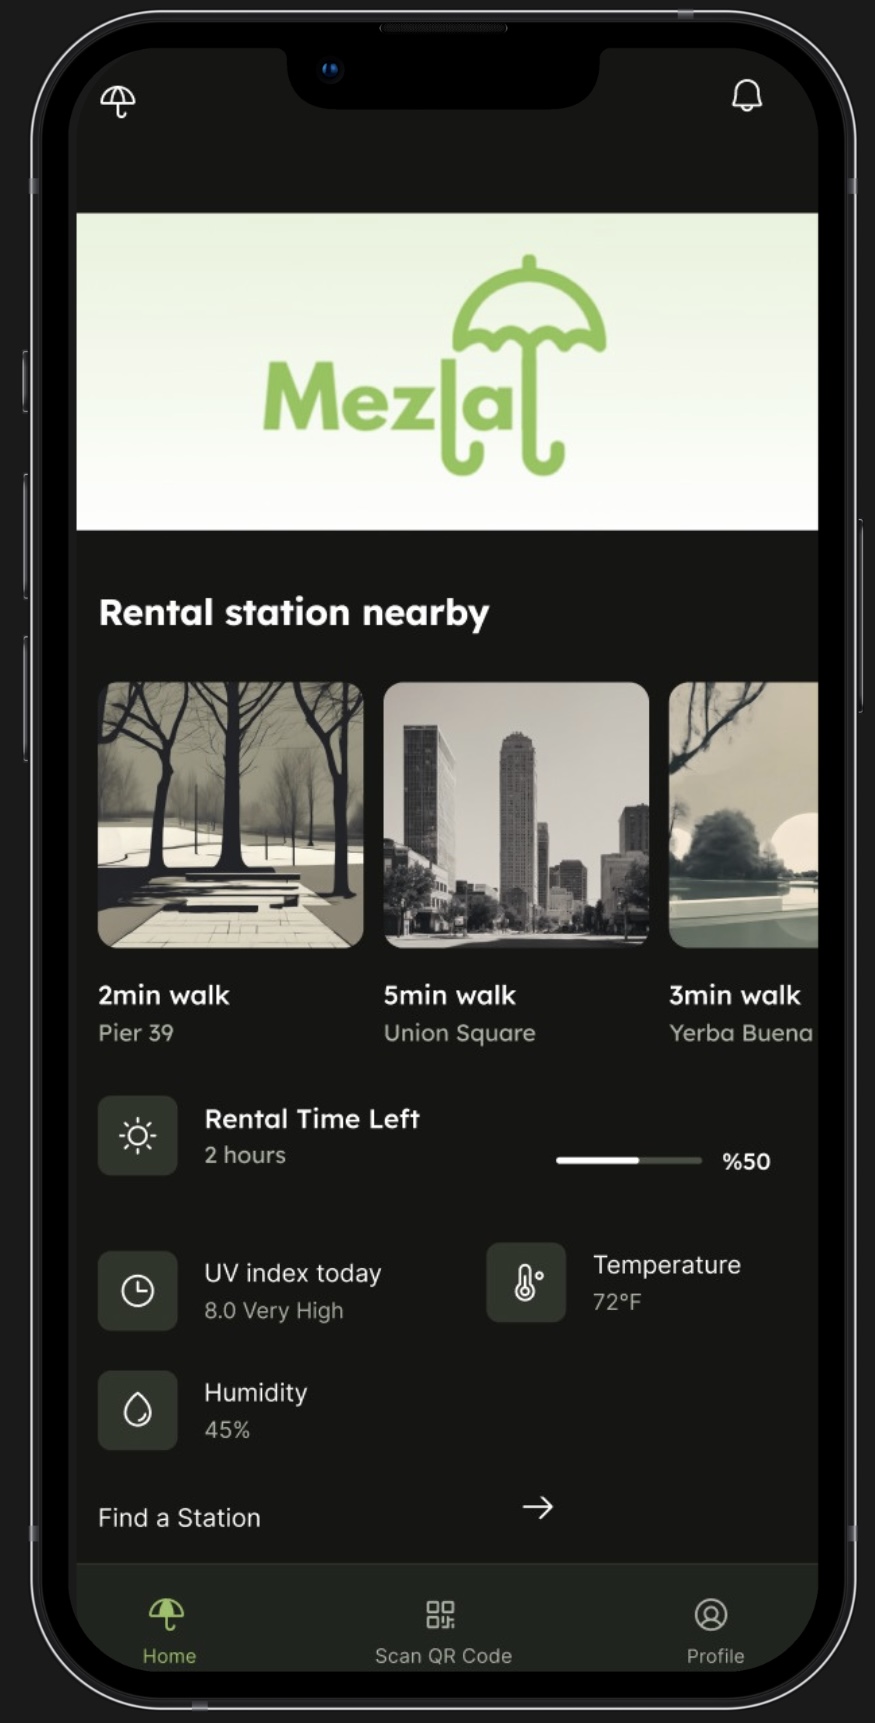 Mezla
Rental station nearby
2min walk
Pier 39
5min walk
Union Square
3min walk
Yerba Buena
Rental Time Left
2 hours
%50
UV index today
8.0 Very High
Temperature
72°F
Humidity
45%
Find a Station
Home
Scan QR Code
Profile